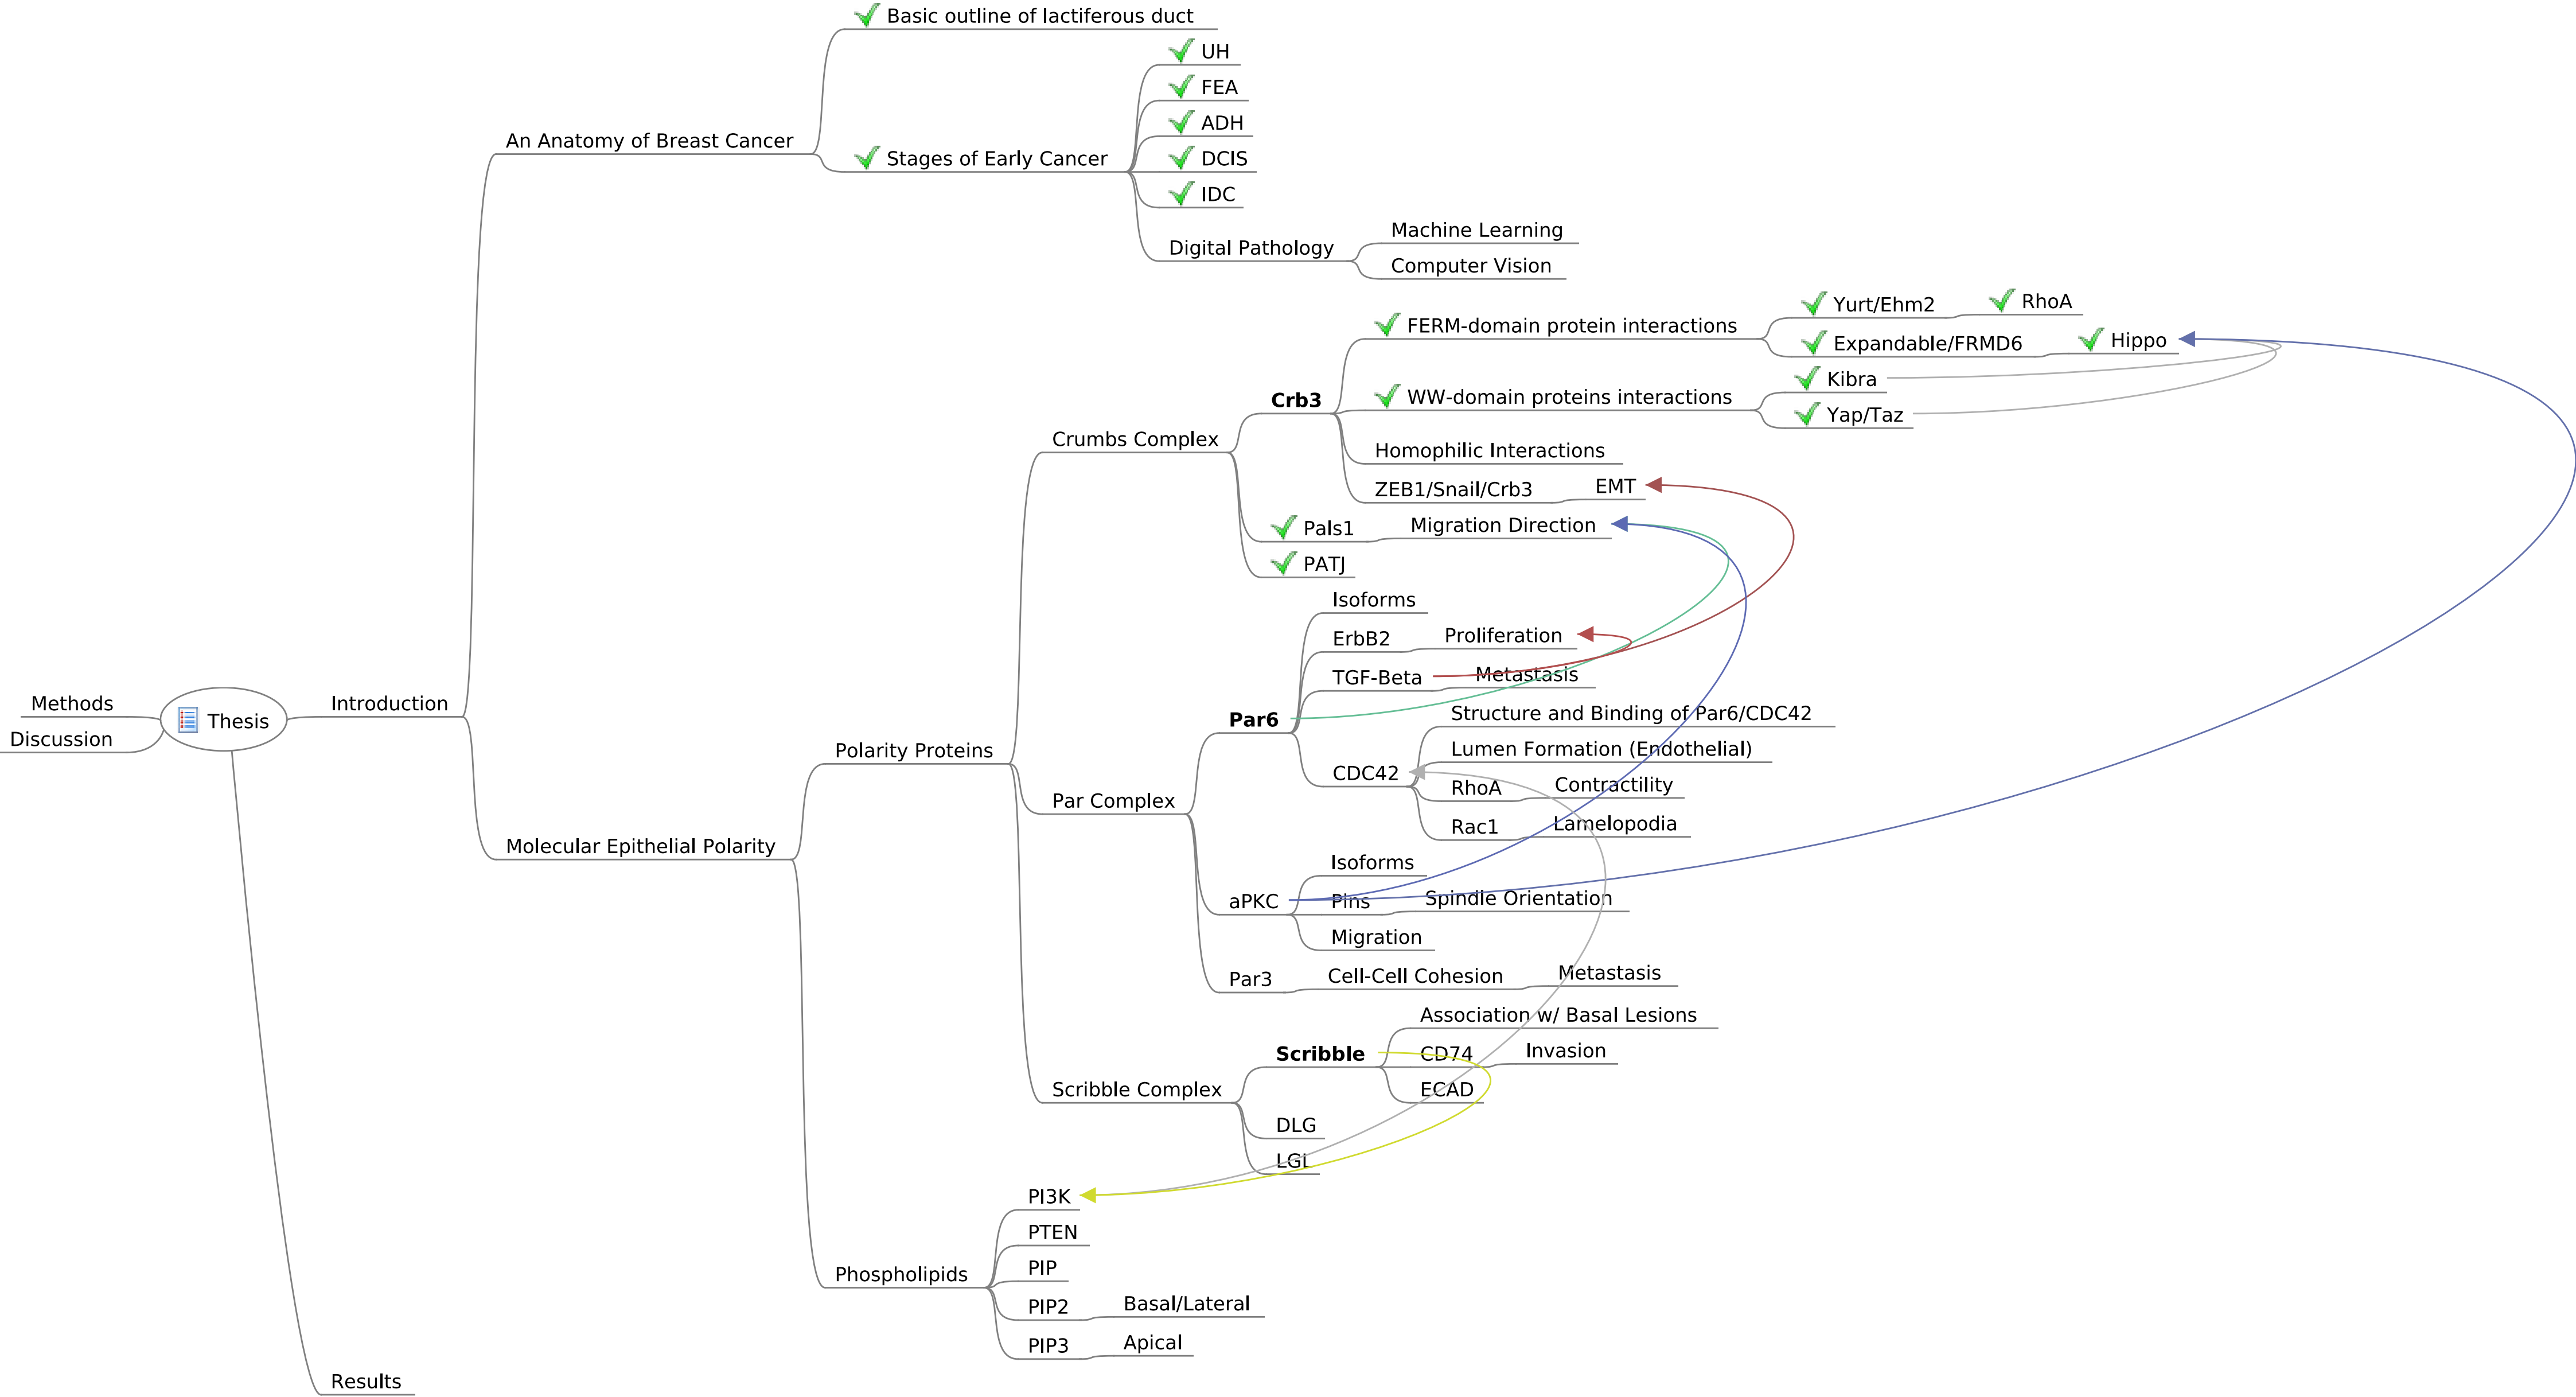 Basic outline of lactiferous duct
UH
FEA
ADH
An Anatomy of Breast Cancer
Stages of Early Cancer
DCIS
IDC
Digital Pathology
Machine Learning
Computer Vision
FERM-domain protein interactions
Yurt/Ehm2
RhoA
Expandable/FRMD6
Hippo
Crb3
WW-domain proteins interactions
Kibra
Yap/Taz
Crumbs Complex
Homophilic Interactions
ZEB1/Snail/Crb3
EMT
Pals1
Migration Direction
PATJ
Isoforms
ErbB2
Proliferation
TGF-Beta
Metastasis
Methods
Thesis
Introduction
Discussion
Par6
Structure and Binding of Par6/CDC42
Polarity Proteins
Lumen Formation (Endothelial)
CDC42
RhoA
Contractility
Par Complex
Rac1
Lamelopodia
Molecular Epithelial Polarity
Isoforms
aPKC
Pins
Spindle Orientation
Migration
Par3
Cell-Cell Cohesion
Metastasis
Association w/ Basal Lesions
Scribble
CD74
Invasion
Scribble Complex
ECAD
DLG
LGL
PI3K
PTEN
Phospholipids
PIP
PIP2
Basal/Lateral
PIP3
Apical
Results